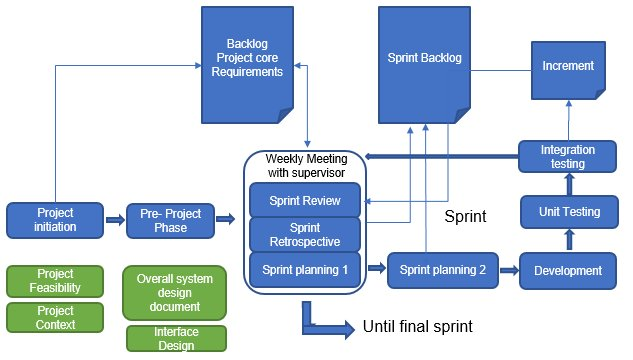 Backlog
Project core
Requirements
Sprint Backlog
Increment
Weekly Meeting
with supervisor
Integration
testing
Sprint Review
Project
initiation
Pre- Project
Phase
Sprint
Retrospective
Sprint
Unit Testing
Sprint planning 1
Sprint planning 2
Development
Project
Feasibility
Overall system
design
document
Project
Context
Interface
Design
Until final sprint